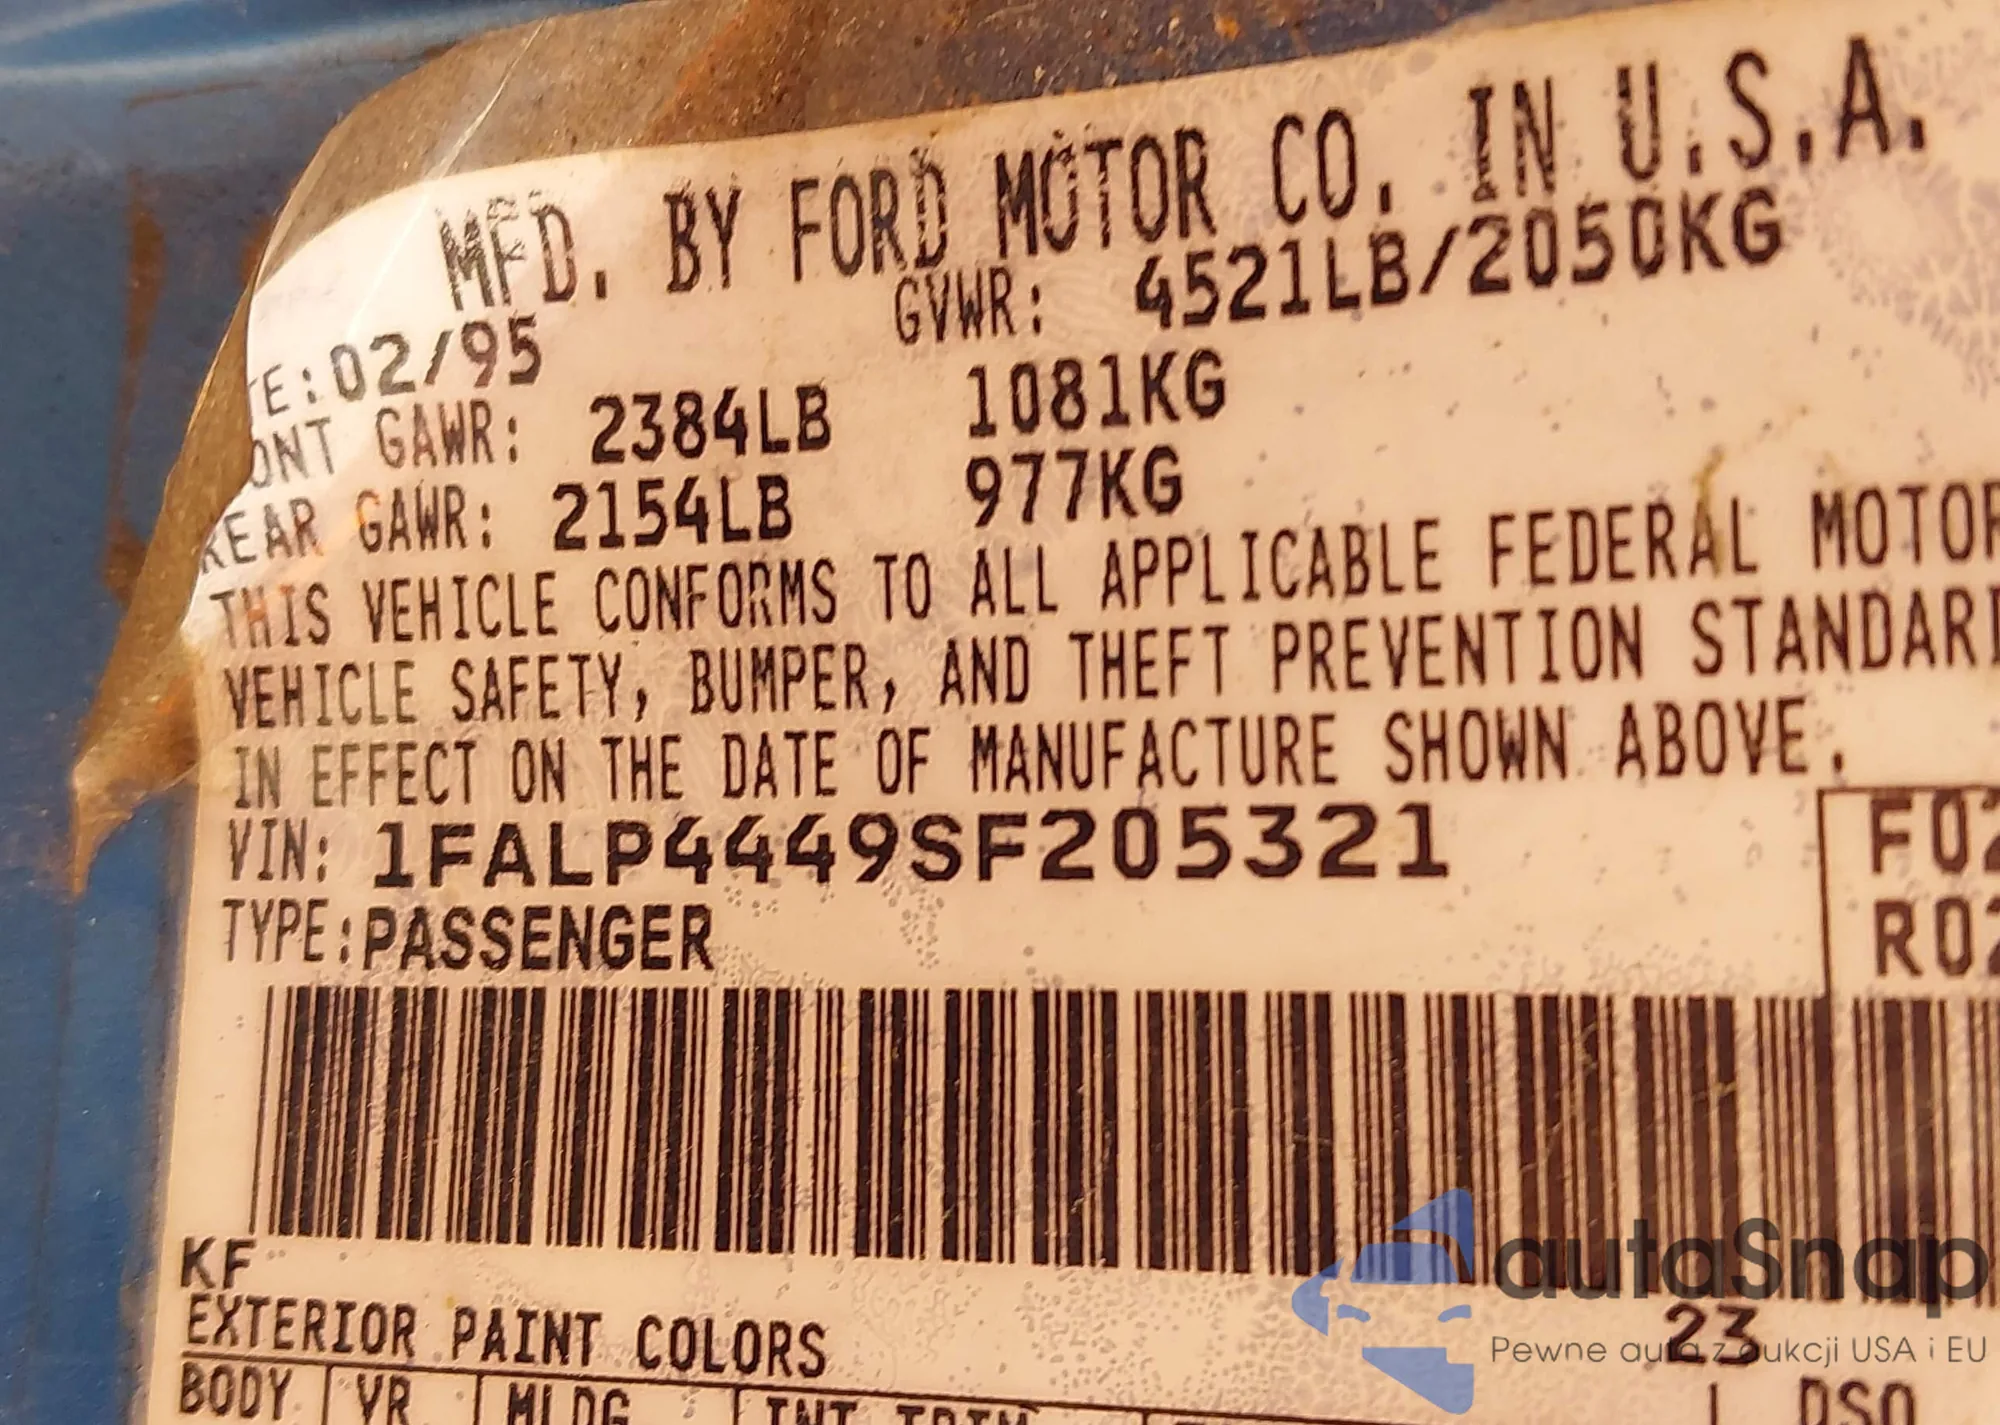 MFD. BY FORD MOTOR CO. IN U.S.A.
TE:02/95 GVWR: 4521LB/2050KG
ONT GAWR: 2384LB 1081KG
REAR GAWR: 2154LB 977KG
THIS VEHICLE CONFORMS TO ALL APPLICABLE FEDERAL MOTOR
VEHICLE SAFETY, BUMPER, AND THEFT PREVENTION STANDARD
IN EFFECT ON THE DATE OF MANUFACTURE SHOWN ABOVE.
VIN: 1FALP4449SF205321
F02
TYPE:PASSENGER
R02
KF
EXTERIOR PAINT COLORS 23
BODY VR MLDG INT TRIM DSO
autaSnap
Pewne auta z aukcji USA i EU